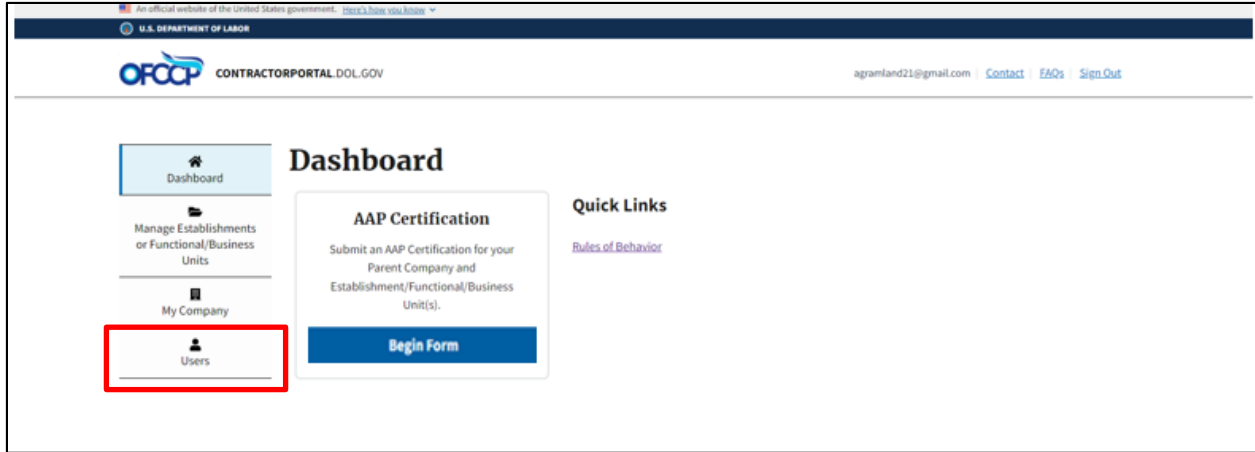 An official website of the United States government. Here's how you know
U.S. DEPARTMENT OF LABOR
OFCCP CONTRACTORPORTAL.DOL.GOV
agramland21@gmail.com | Contact | FAQs | Sign Out
Dashboard
Manage Establishments
or Functional/Business
Units
My Company
Users
Dashboard
AAP Certification
Submit an AAP Certification for your
Parent Company and
Establishment/Functional/Business
Unit(s).
Begin Form
Quick Links
Rules of Behavior